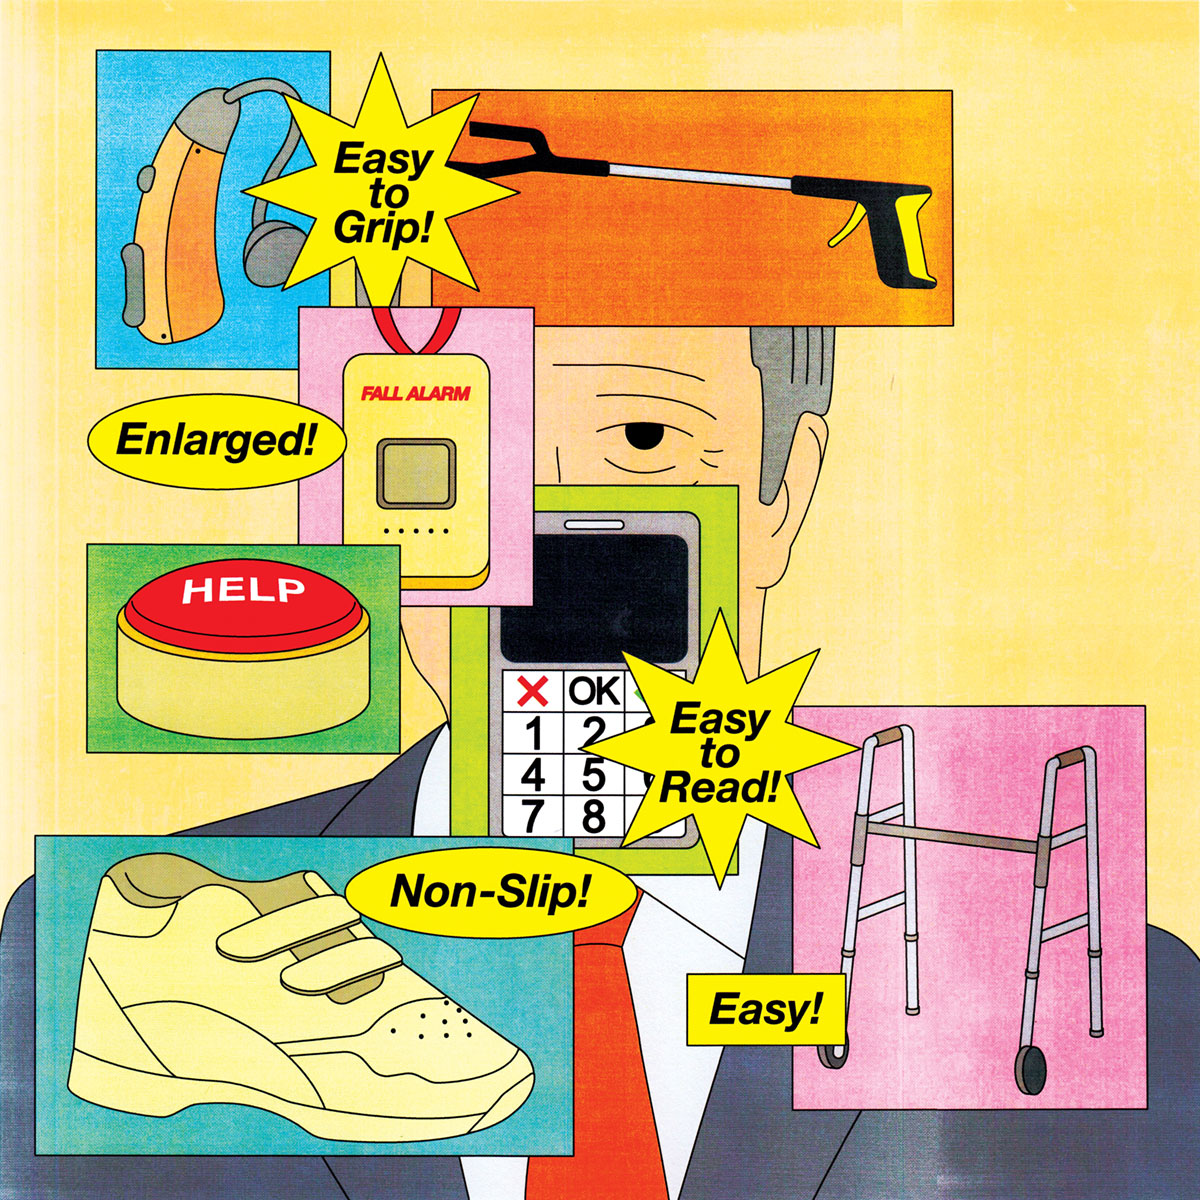 Easy
to
Grip!
FALL ALARM
Enlarged!
HELP
OK
1 2
4 5
7 8
Easy
to
Read!
Non-Slip!
Easy!